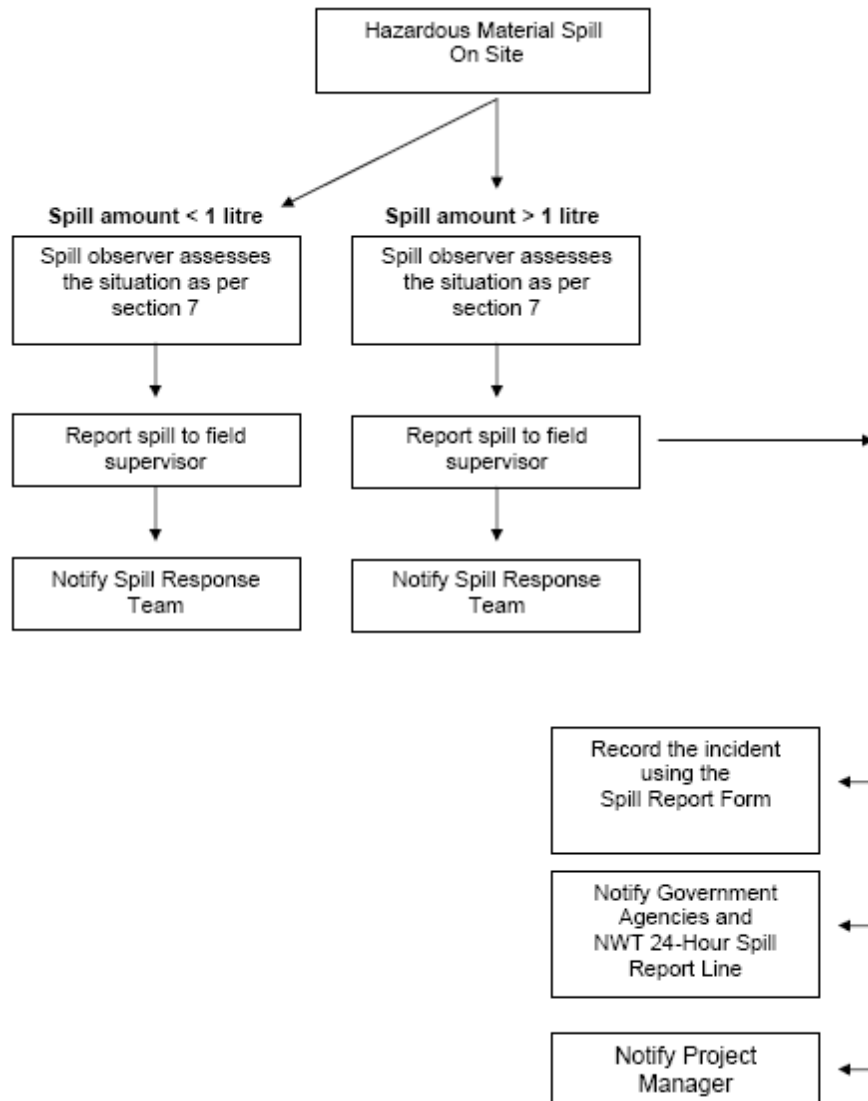 Hazardous Material Spill
On Site
Spill amount < 1 litre
Spill amount > 1 litre
Spill observer assesses
the situation as per
section 7
Spill observer assesses
the situation as per
section 7
Report spill to field
supervisor
Report spill to field
supervisor
Notify Spill Response
Team
Notify Spill Response
Team
Record the incident
using the
Spill Report Form
Notify Government
Agencies and
NWT 24-Hour Spill
Report Line
Notify Project
Manager